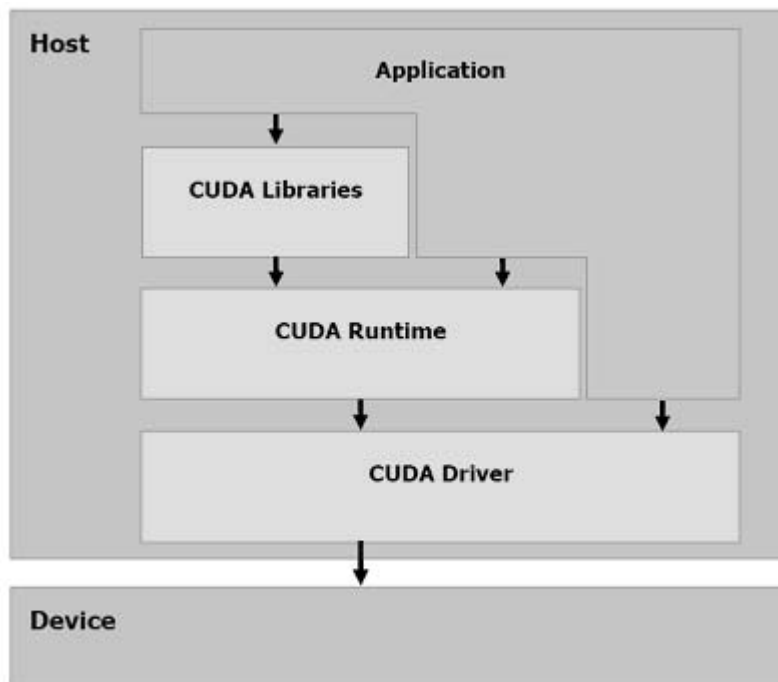 Host
Application
CUDA Libraries
CUDA Runtime
CUDA Driver
Device